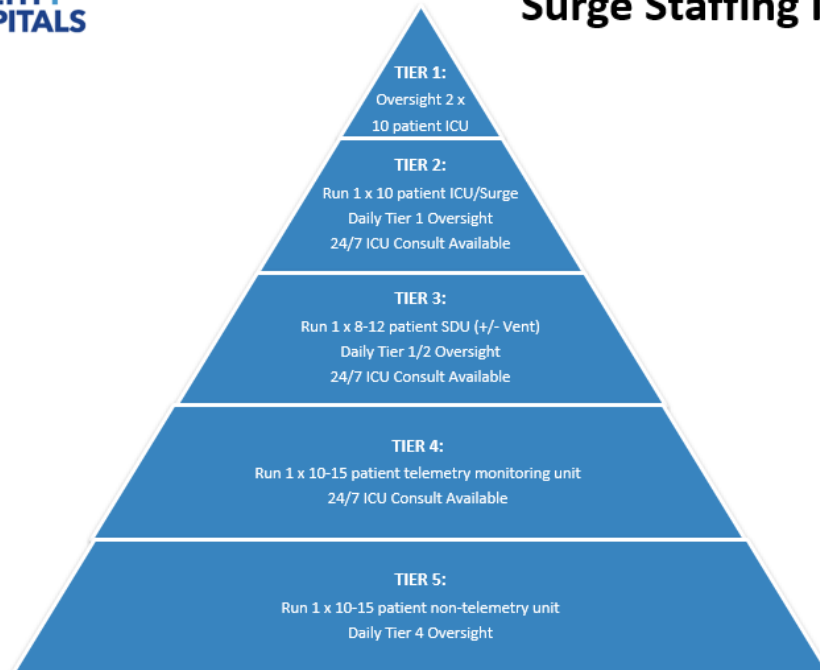 PITALS
Surge Staffing
TIER 1:
Oversight 2 x
10 patient ICU
TIER 2:
Run 1 x 10 patient ICU/Surge
Daily Tier 1 Oversight
24/7 ICU Consult Available
TIER 3:
Run 1 x 8-12 patient SDU (+/- Vent)
Daily Tier 1/2 Oversight
24/7 ICU Consult Available
TIER 4:
Run 1 x 10-15 patient telemetry monitoring unit
24/7 ICU Consult Available
TIER 5:
Run 1 x 10-15 patient non-telemetry unit
Daily Tier 4 Oversight